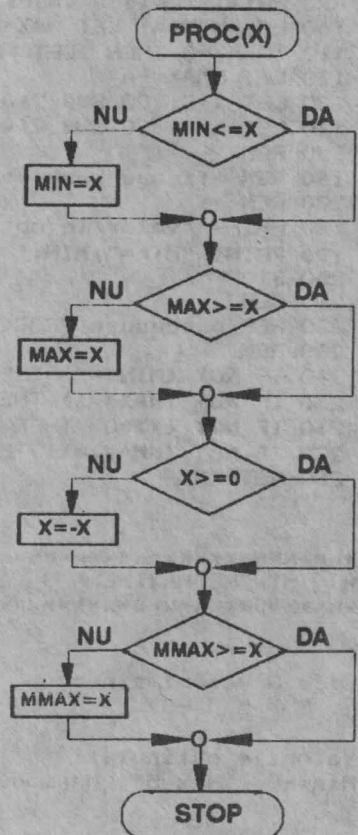 PROC(X)
NU
DA
MIN<=X
MIN=X
NU
DA
MAX>=X
MAX=X
NU
DA
X>=0
X=-X
NU
DA
MMAX>=X
MMAX=X
STOP